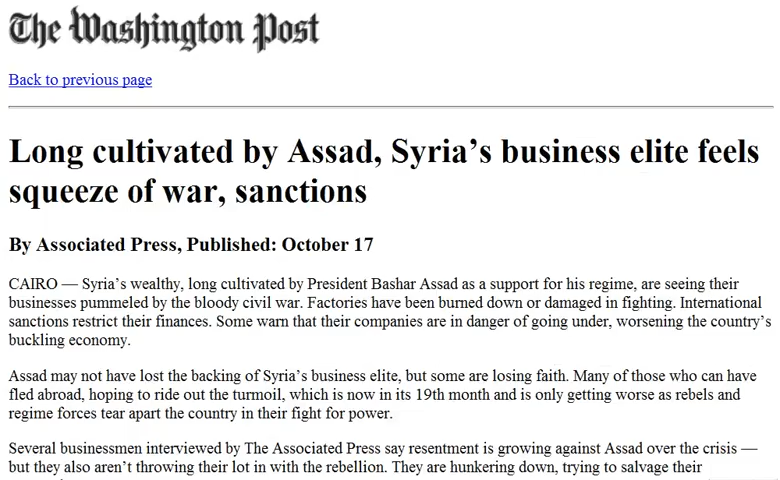 The Washington Post
Back to previous page
Long cultivated by Assad, Syria’s business elite feels
squeeze of war, sanctions
By Associated Press, Published: October 17
CAIRO — Syria’s wealthy, long cultivated by President Bashar Assad as a support for his regime, are seeing their
businesses pummeled by the bloody civil war. Factories have been burned down or damaged in fighting. International
sanctions restrict their finances. Some warn that their companies are in danger of going under, worsening the country’s
buckling economy.
Assad may not have lost the backing of Syria’s business elite, but some are losing faith. Many of those who can have
fled abroad, hoping to ride out the turmoil, which is now in its 19th month and is only getting worse as rebels and
regime forces tear apart the country in their fight for power.
Several businessmen interviewed by The Associated Press say resentment is growing against Assad over the crisis —
but they also aren’t throwing their lot in with the rebellion. They are hunkering down, trying to salvage their